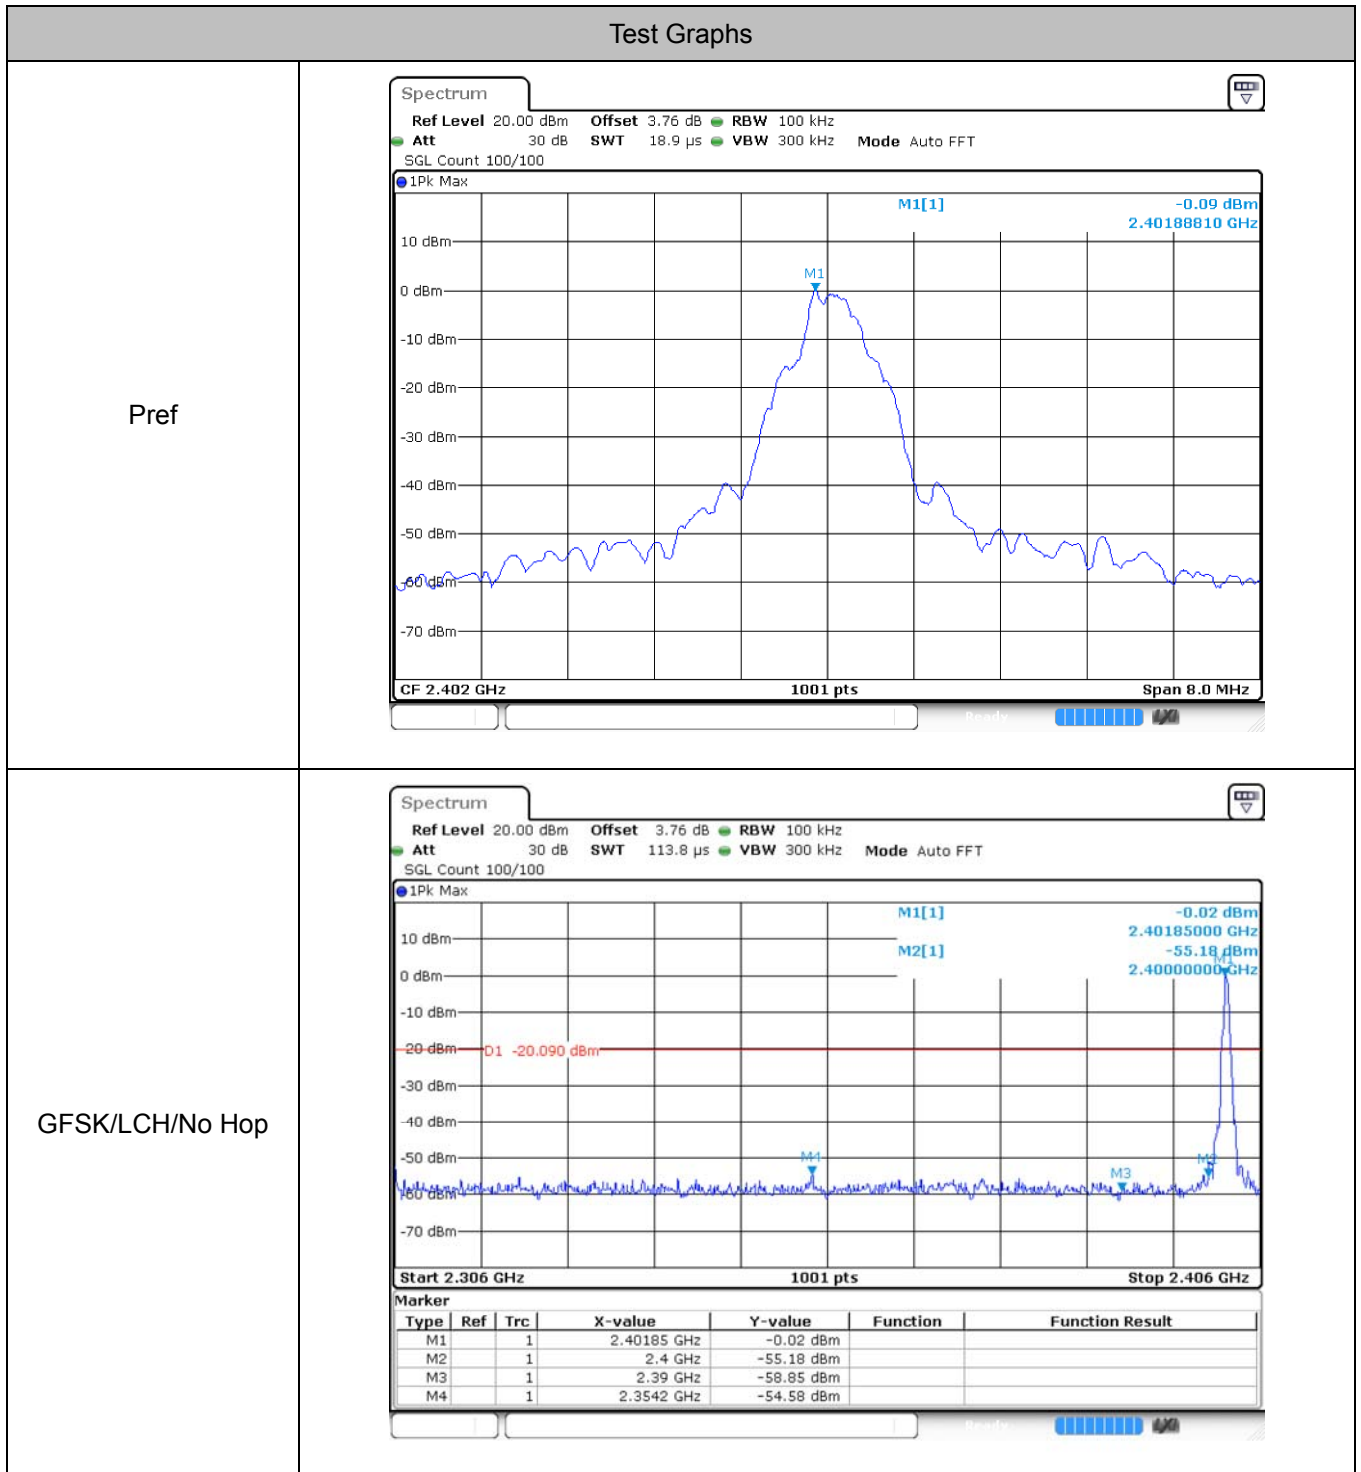 Test Graphs
Pref
Spectrum
Ref Level 20.00 dBm Offset 3.76 dB RBW 100 kHz
Att 30 dB SWT 18.9 µs VBW 300 kHz Mode Auto FFT
SGL Count 100/100
1Pk Max
M1[1] -0.09 dBm
2.40188810 GHz
10 dBm
M1
0 dBm
-10 dBm
-20 dBm
-30 dBm
-40 dBm
-50 dBm
-60 dBm
-70 dBm
CF 2.402 GHz 1001 pts Span 8.0 MHz
Ready
GFSK/LCH/No Hop
Spectrum
Ref Level 20.00 dBm Offset 3.76 dB RBW 100 kHz
Att 30 dB SWT 113.8 µs VBW 300 kHz Mode Auto FFT
SGL Count 100/100
1Pk Max
M1[1] -0.02 dBm
2.40185000 GHz
10 dBm
M2[1] -55.18 dBm
M1
0 dBm 2.40000000 GHz
-10 dBm
-20 dBm D1 -20.090 dBm
-30 dBm
-40 dBm
-50 dBm M4 M2
M3
-60 dBm
-70 dBm
Start 2.306 GHz 1001 pts Stop 2.406 GHz
Marker
Type Ref Trc X-value Y-value Function Function Result
M1 1 2.40185 GHz -0.02 dBm
M2 1 2.4 GHz -55.18 dBm
M3 1 2.39 GHz -58.85 dBm
M4 1 2.3542 GHz -54.58 dBm
Ready